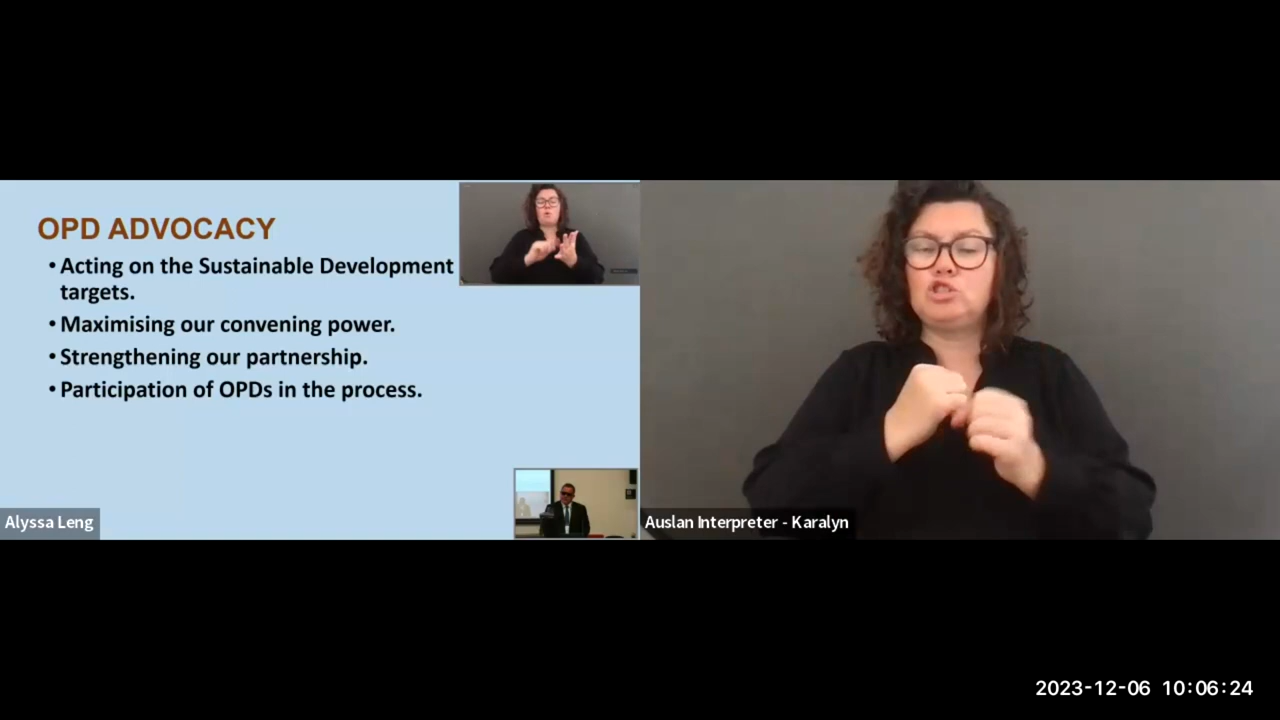 OPD ADVOCACY
• Acting on the Sustainable Development
targets.
• Maximising our convening power.
• Strengthening our partnership.
• Participation of OPDs in the process.
Alyssa Leng
Auslan Interpreter - Karalyn
2023-12-06 10:06:24